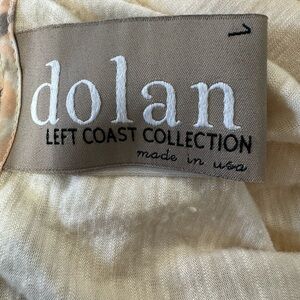 dolan
LEFT COAST COLLECTION
made in usa
L